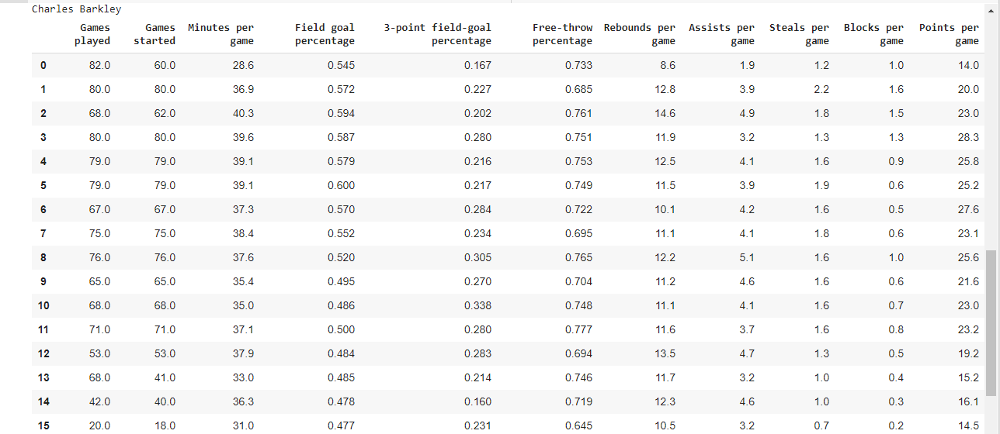 Charles Barkley
Games Games Minutes per Field goal 3-point field-goal Free-throw Rebounds per Assists per Steals per Blocks per Points per
played started game percentage percentage percentage game game game game game
0 82.0 60.0 28.6 0.545 0.167 0.733 8.6 1.9 1.2 1.0 14.0
1 80.0 80.0 36.9 0.572 0.227 0.685 12.8 3.9 2.2 1.6 20.0
2 68.0 62.0 40.3 0.594 0.202 0.761 14.6 4.9 1.8 1.5 23.0
3 80.0 80.0 39.6 0.587 0.280 0.751 11.9 3.2 1.3 1.3 28.3
4 79.0 79.0 39.1 0.579 0.216 0.753 12.5 4.1 1.6 0.9 25.8
5 79.0 79.0 39.1 0.600 0.217 0.749 11.5 3.9 1.9 0.6 25.2
6 67.0 67.0 37.3 0.570 0.284 0.722 10.1 4.2 1.6 0.5 27.6
7 75.0 75.0 38.4 0.552 0.234 0.695 11.1 4.1 1.8 0.6 23.1
8 76.0 76.0 37.6 0.520 0.305 0.765 12.2 5.1 1.6 1.0 25.6
9 65.0 65.0 35.4 0.495 0.270 0.704 11.2 4.6 1.6 0.6 21.6
10 68.0 68.0 35.0 0.486 0.338 0.748 11.1 4.1 1.6 0.7 23.0
11 71.0 71.0 37.1 0.500 0.280 0.777 11.6 3.7 1.6 0.8 23.2
12 53.0 53.0 37.9 0.484 0.283 0.694 13.5 4.7 1.3 0.5 19.2
13 68.0 41.0 33.0 0.485 0.214 0.746 11.7 3.2 1.0 0.4 15.2
14 42.0 40.0 36.3 0.478 0.160 0.719 12.3 4.6 1.0 0.3 16.1
15 20.0 18.0 31.0 0.477 0.231 0.645 10.5 3.2 0.7 0.2 14.5